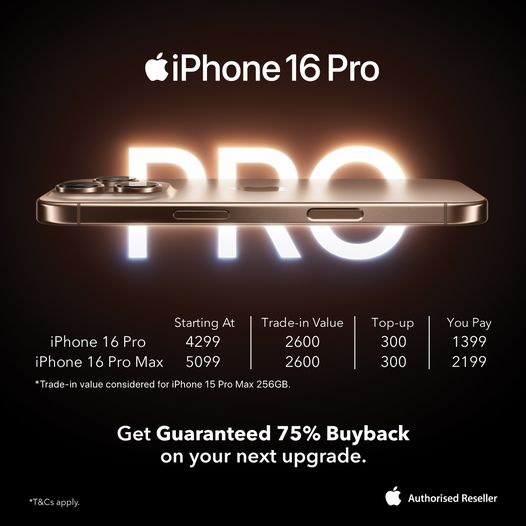 iPhone 16 Pro
PRO
Starting At Trade-in Value Top-up You Pay
iPhone 16 Pro 4299 2600 300 1399
iPhone 16 Pro Max 5099 2600 300 2199
*Trade-in value considered for iPhone 15 Pro Max 256GB.
Get Guaranteed 75% Buyback
on your next upgrade.
*T&Cs apply.
Authorised Reseller